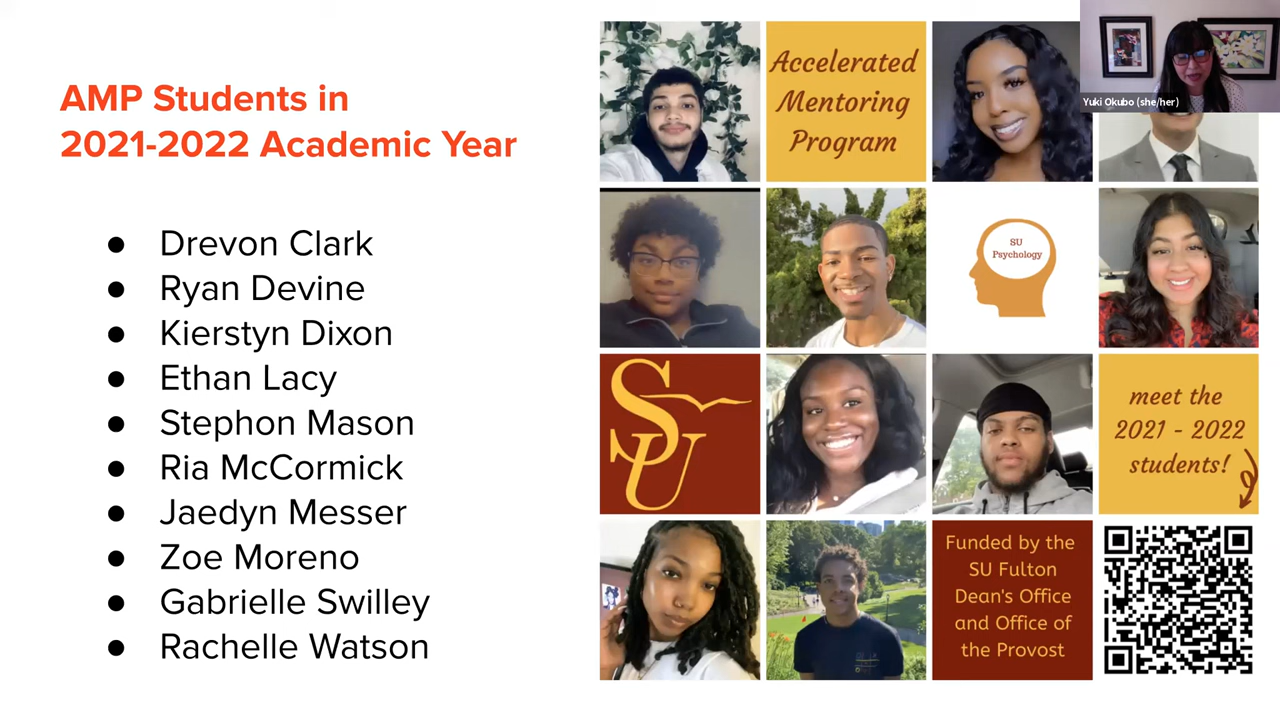 AMP Students in
2021-2022 Academic Year
● Drevon Clark
● Ryan Devine
● Kierstyn Dixon
● Ethan Lacy
● Stephon Mason
● Ria McCormick
● Jaedyn Messer
● Zoe Moreno
● Gabrielle Swilley
● Rachelle Watson
Accelerated
Mentoring
Program
Yuki Okubo (she/her)
SU
Psychology
SU
meet the
2021 - 2022
students!
Funded by the
SU Fulton
Dean's Office
and Office of
the Provost